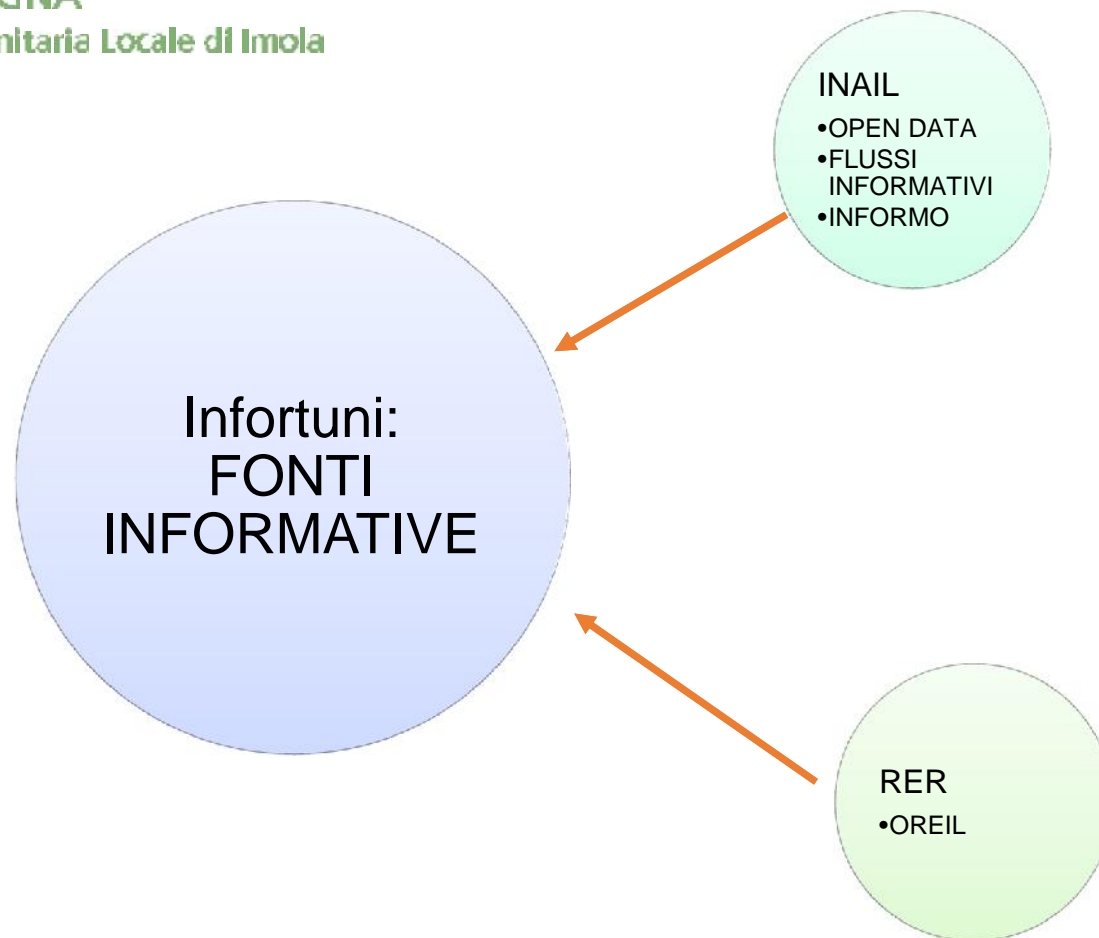 nitaria Locale di Imola
INAIL
•OPEN DATA
•FLUSSI
INFORMATIVI
•INFORMO
Infortuni:
FONTI
INFORMATIVE
RER
•OREIL